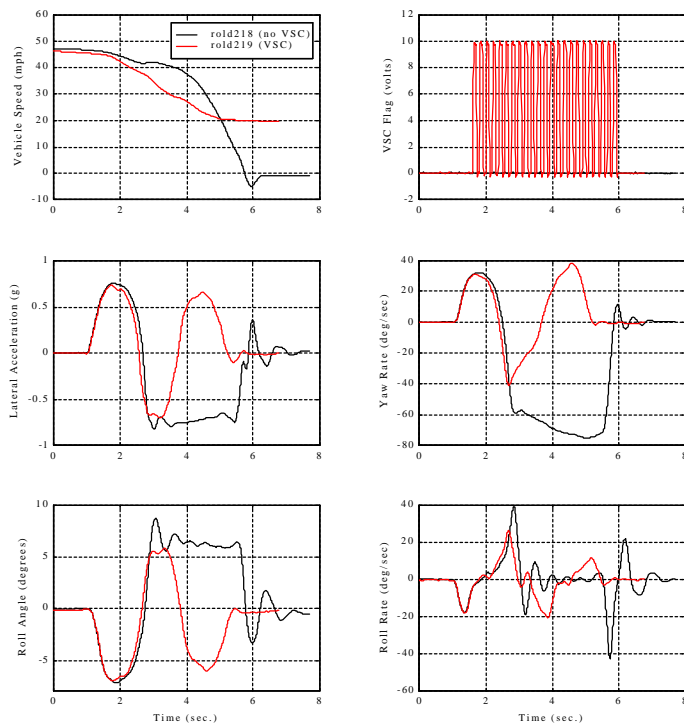 60
50
40
30
20
10
0
-10
Vehicle Speed (mph)
rold218 (no VSC)
rold219 (VSC)
0 2 4 6 8
12
10
8
6
4
2
0
-2
VSC Flag (volts)
0 2 4 6 8
1
0.5
0
-0.5
-1
Lateral Acceleration (g)
0 2 4 6 8
40
20
0
-20
-40
-60
-80
Yaw Rate (deg/sec)
0 2 4 6 8
10
5
0
-5
Roll Angle (degrees)
0 2 4 6 8
Time (sec.)
40
20
0
-20
-40
-60
Roll Rate (deg/sec)
0 2 4 6 8
Time (sec.)